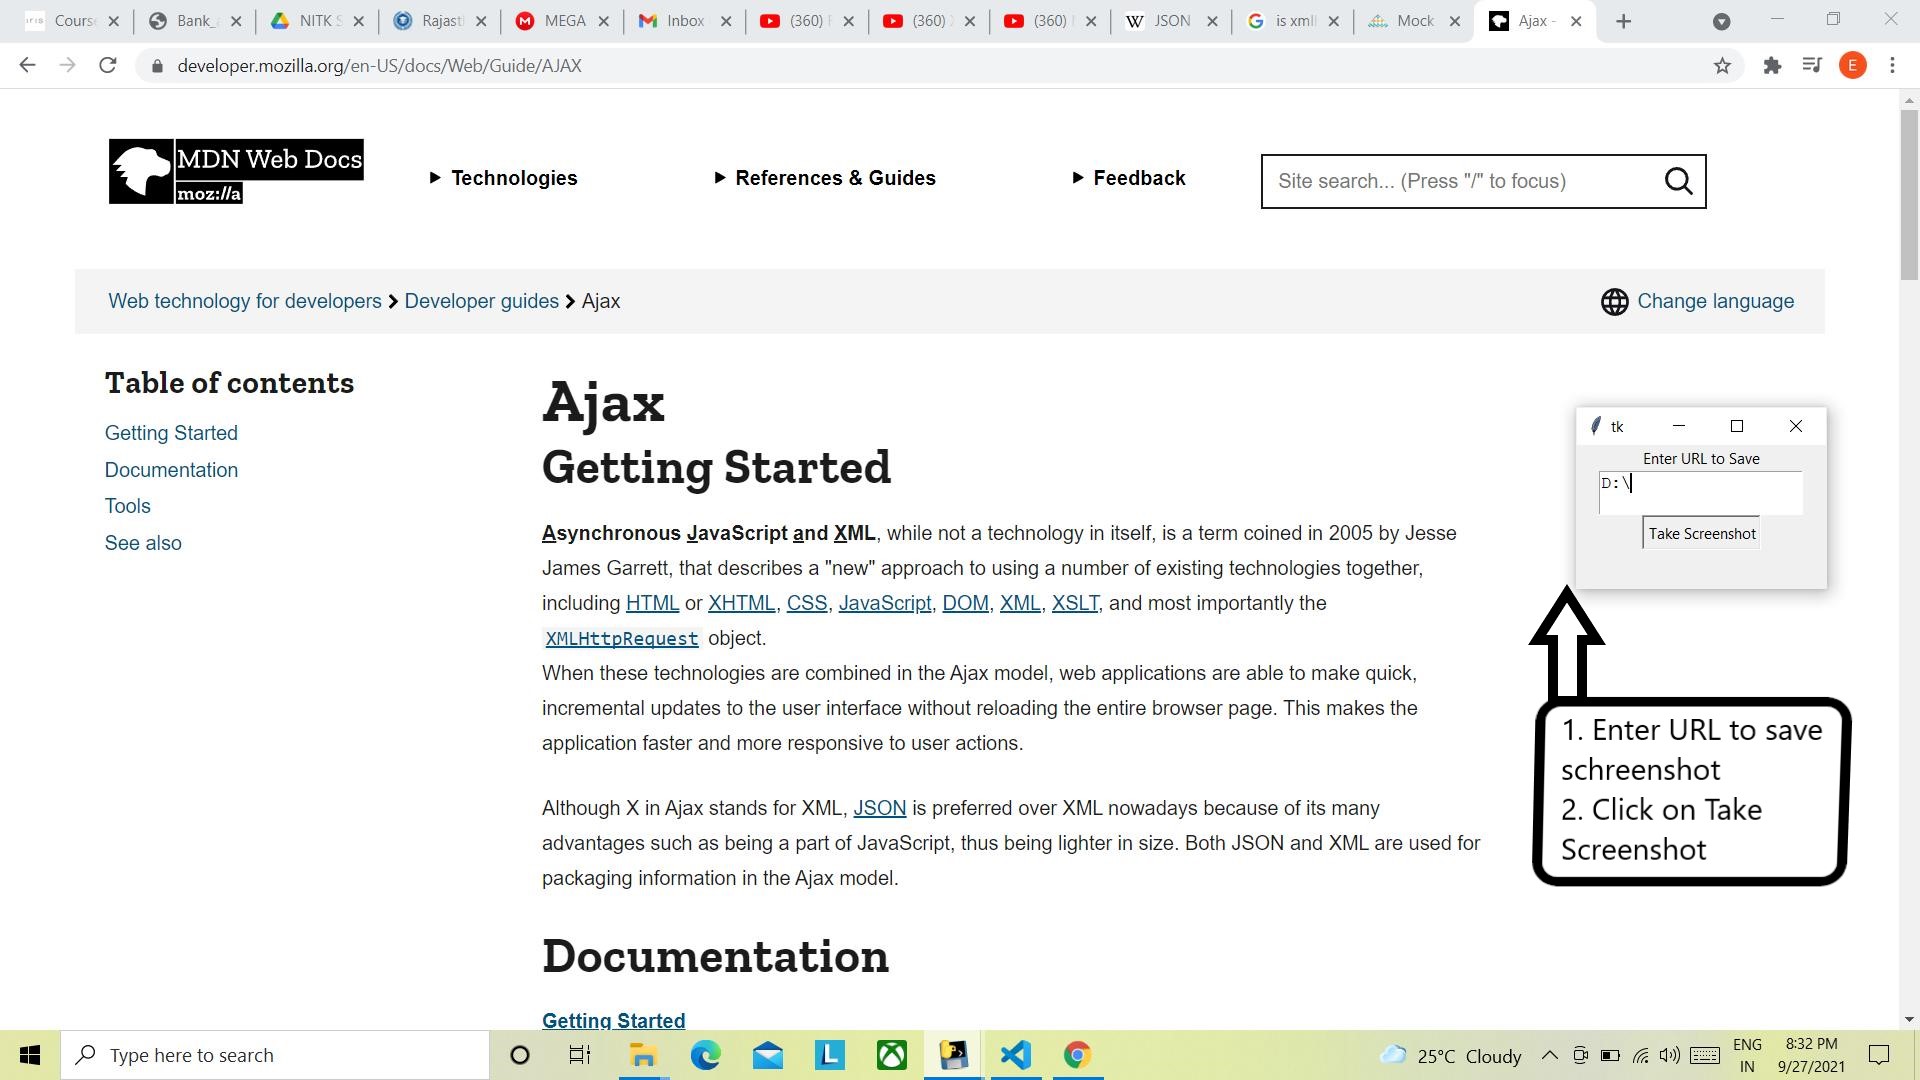 Course
Bank_
NITK S
Rajast
MEGA
Inbox
(360)
(360)
(360)
JSON
is xml
Mock
Ajax -
developer.mozilla.org/en-US/docs/Web/Guide/AJAX
E
MDN Web Docs
moz://a
Technologies
References & Guides
Feedback
Site search... (Press "/" to focus)
Web technology for developers
Developer guides
Ajax
Change language
Table of contents
Getting Started
Documentation
Tools
See also
Ajax
Getting Started
Asynchronous JavaScript and XML, while not a technology in itself, is a term coined in 2005 by Jesse
James Garrett, that describes a "new" approach to using a number of existing technologies together,
including HTML or XHTML, CSS, JavaScript, DOM, XML, XSLT, and most importantly the
XMLHttpRequest object.
When these technologies are combined in the Ajax model, web applications are able to make quick,
incremental updates to the user interface without reloading the entire browser page. This makes the
application faster and more responsive to user actions.
Although X in Ajax stands for XML, JSON is preferred over XML nowadays because of its many
advantages such as being a part of JavaScript, thus being lighter in size. Both JSON and XML are used for
packaging information in the Ajax model.
Documentation
Getting Started
tk
Enter URL to Save
D:\
Take Screenshot
1. Enter URL to save
schreenshot
2. Click on Take
Screenshot
Type here to search
25°C Cloudy
ENG
IN
8:32 PM
9/27/2021